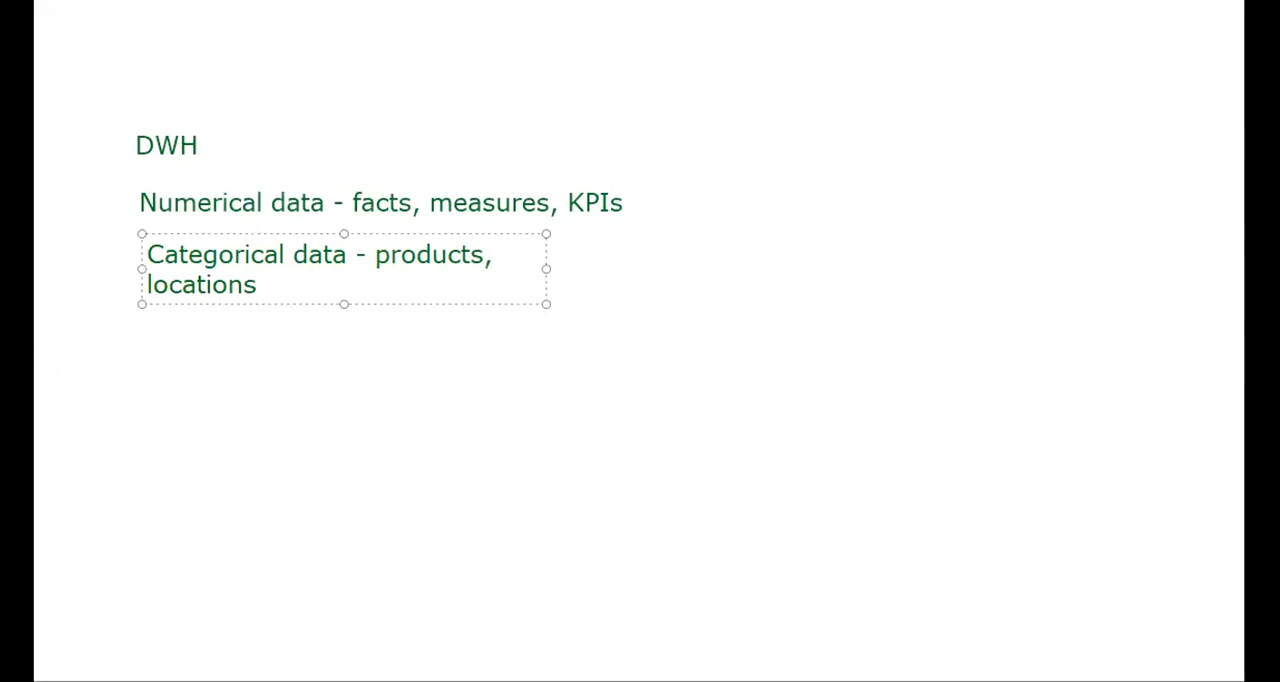 DWH
Numerical data - facts, measures, KPIs
Categorical data - products,
locations